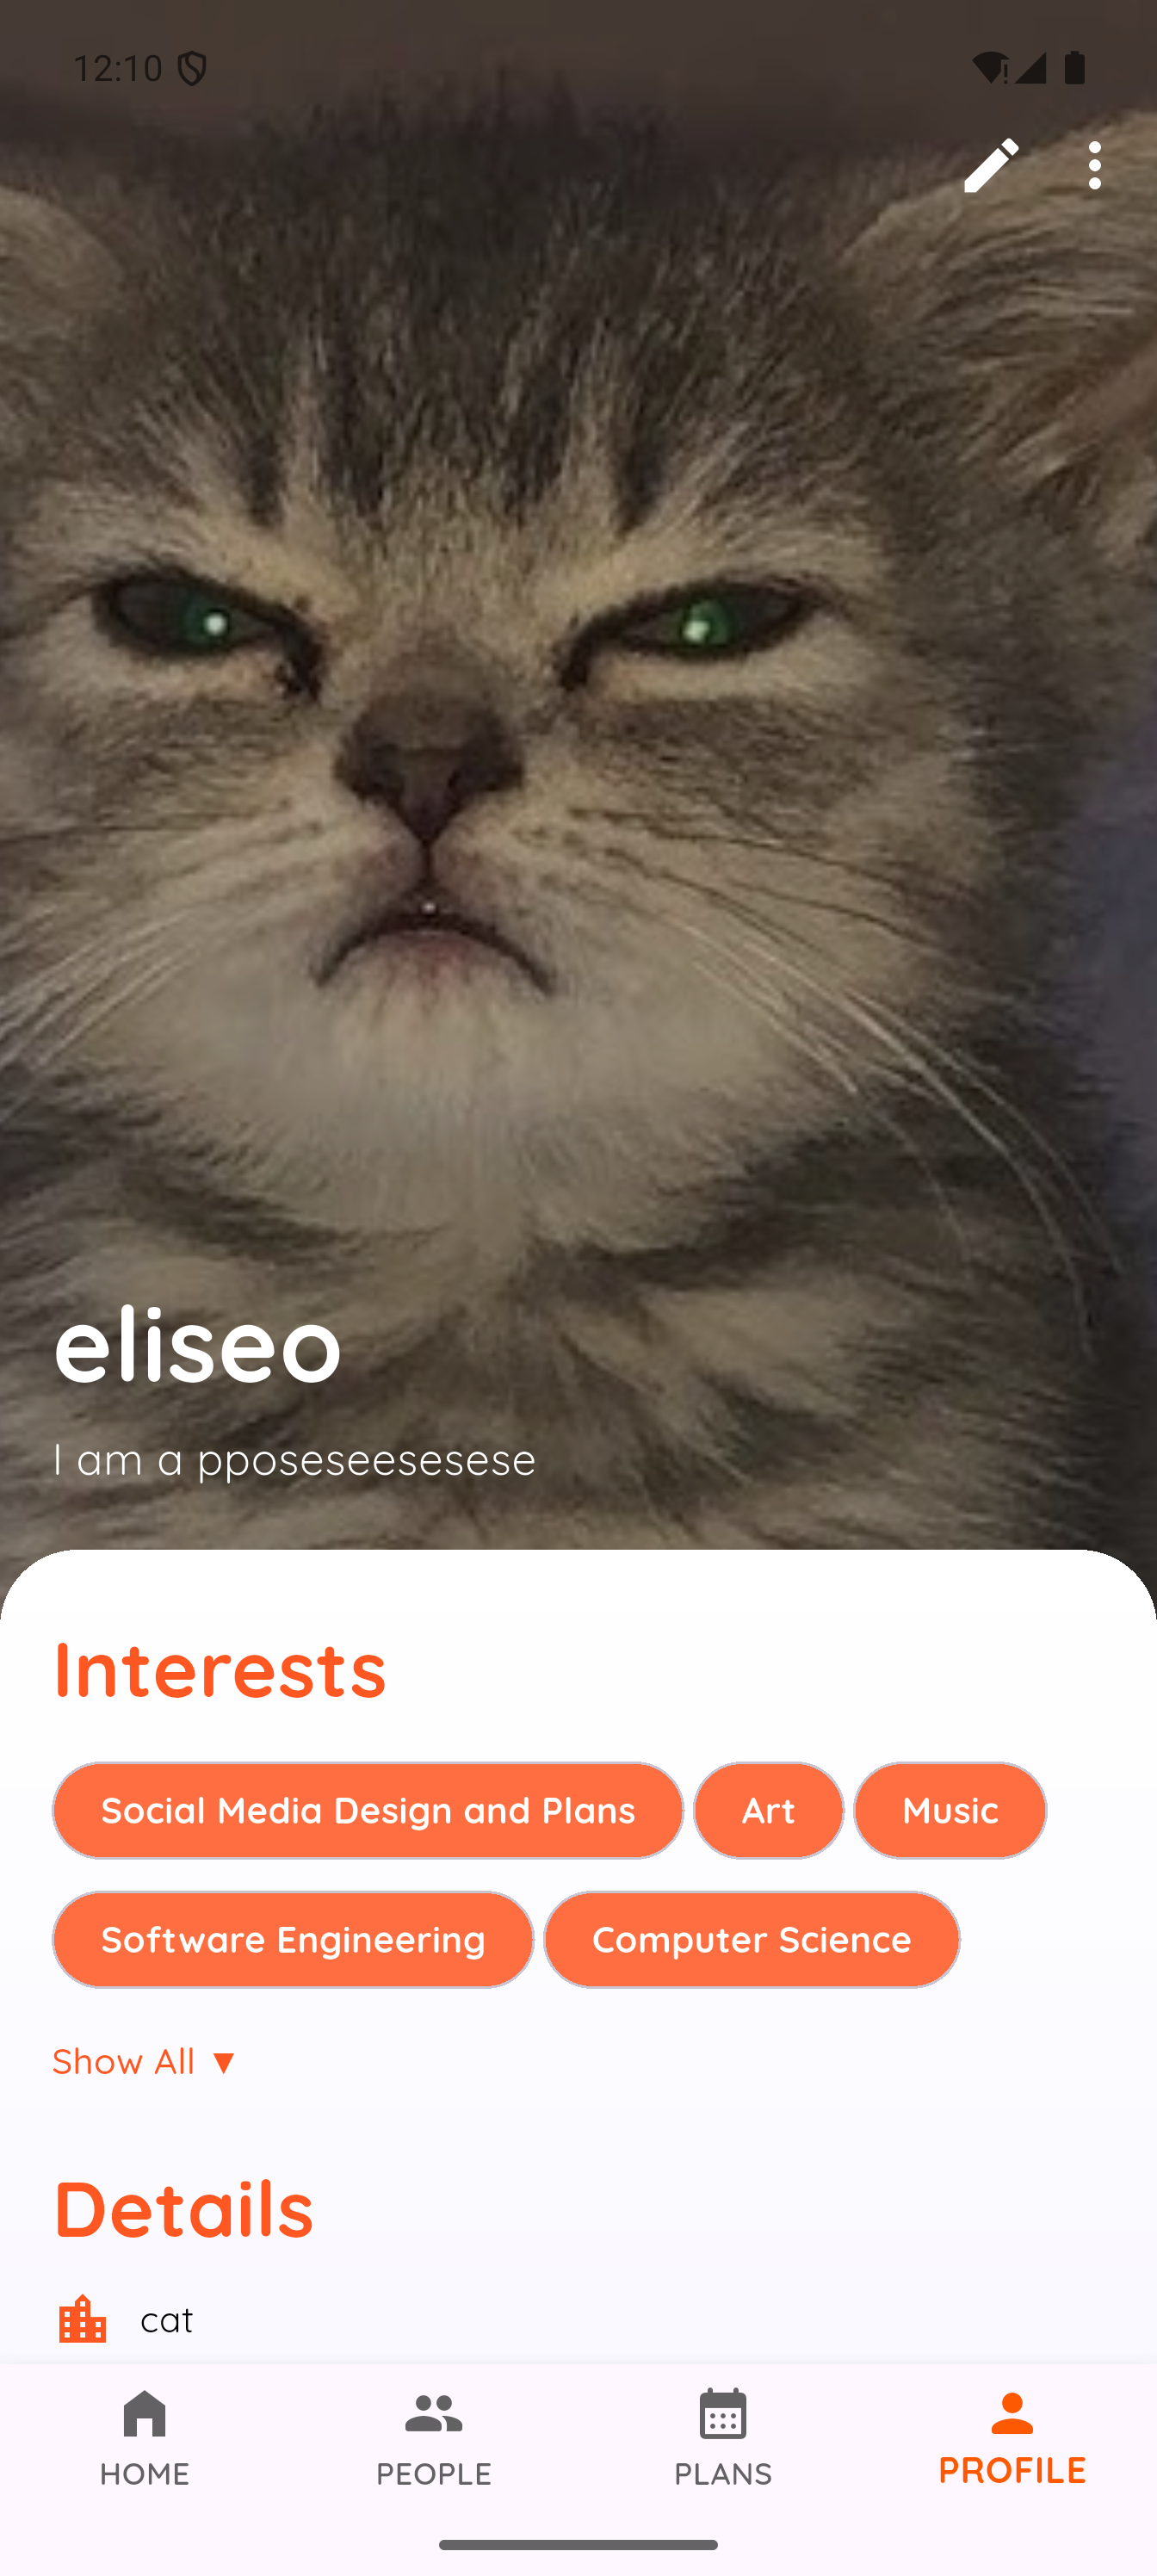 12:10
eliseo
I am a pposeseesesese
Interests
Social Media Design and Plans Art Music
Software Engineering Computer Science
Show All ▼
Details
cat
HOME PEOPLE PLANS PROFILE